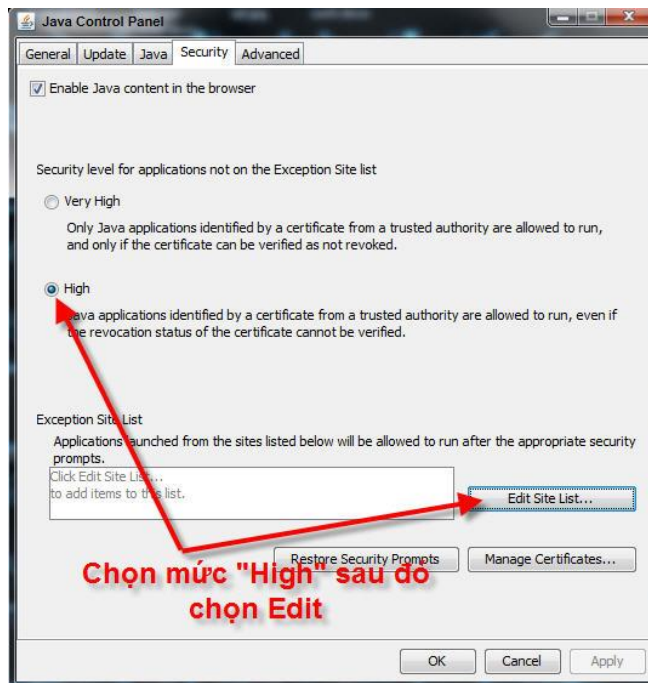 Java Control Panel
General Update Java Security Advanced
Enable Java content in the browser
Security level for applications not on the Exception Site list
Very High
Only Java applications identified by a certificate from a trusted authority are allowed to run,
and only if the certificate can be verified as not revoked.
High
Java applications identified by a certificate from a trusted authority are allowed to run, even if
the revocation status of the certificate cannot be verified.
Exception Site List
Applications launched from the sites listed below will be allowed to run after the appropriate security
prompts.
Click Edit Site List...
to add items to this list.
Edit Site List...
Restore Security Prompts Manage Certificates...
Chọn mức "High" sau đó
chọn Edit
OK Cancel Apply